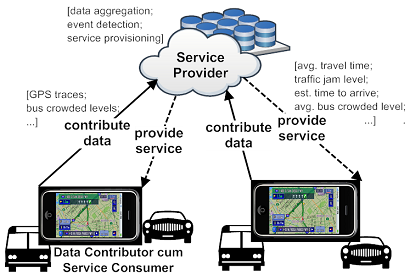 [data aggregation;
event detection;
service provisioning]
Service
Provider
[avg. travel time;
traffic jam level;
est. time to arrive;
avg. bus crowded level;
...]
[GPS traces;
bus crowded levels;
...]
contribute
data
provide
service
contribute
data
provide
service
Data Contributor cum
Service Consumer